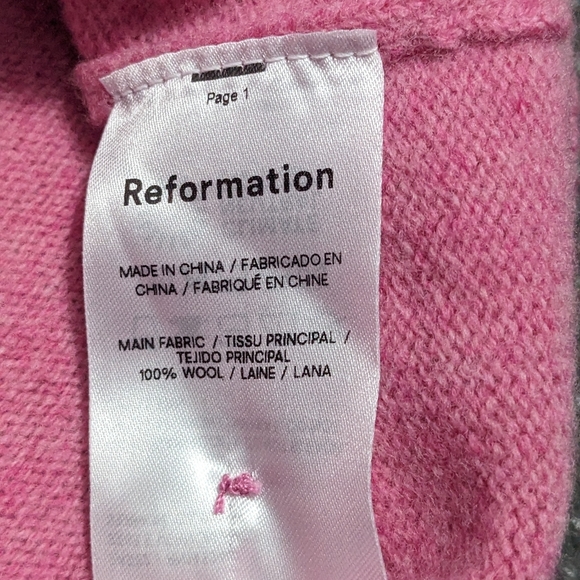 Page 1
Reformation
MADE IN CHINA / FABRICADO EN
CHINA / FABRIQUÉ EN CHINE
MAIN FABRIC / TISSU PRINCIPAL /
TEJIDO PRINCIPAL
100% WOOL / LAINE / LANA